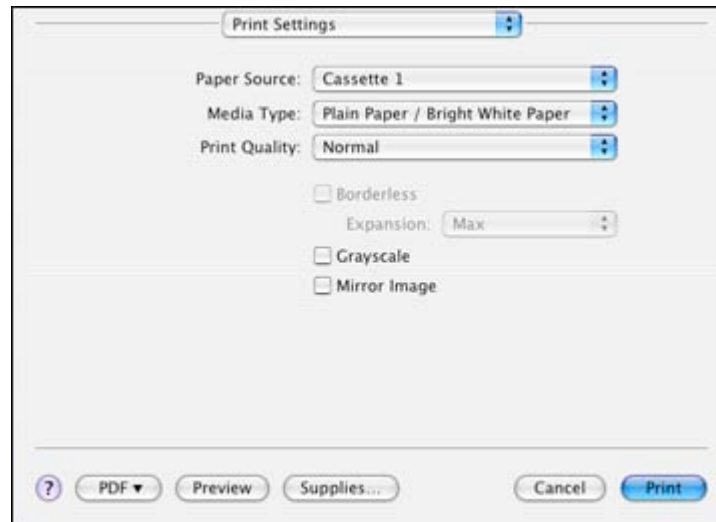 Print Settings
Paper Source: Cassette 1
Media Type: Plain Paper / Bright White Paper
Print Quality: Normal
Borderless
Expansion: Max
Grayscale
Mirror Image
? PDF▼ Preview Supplies... Cancel Print